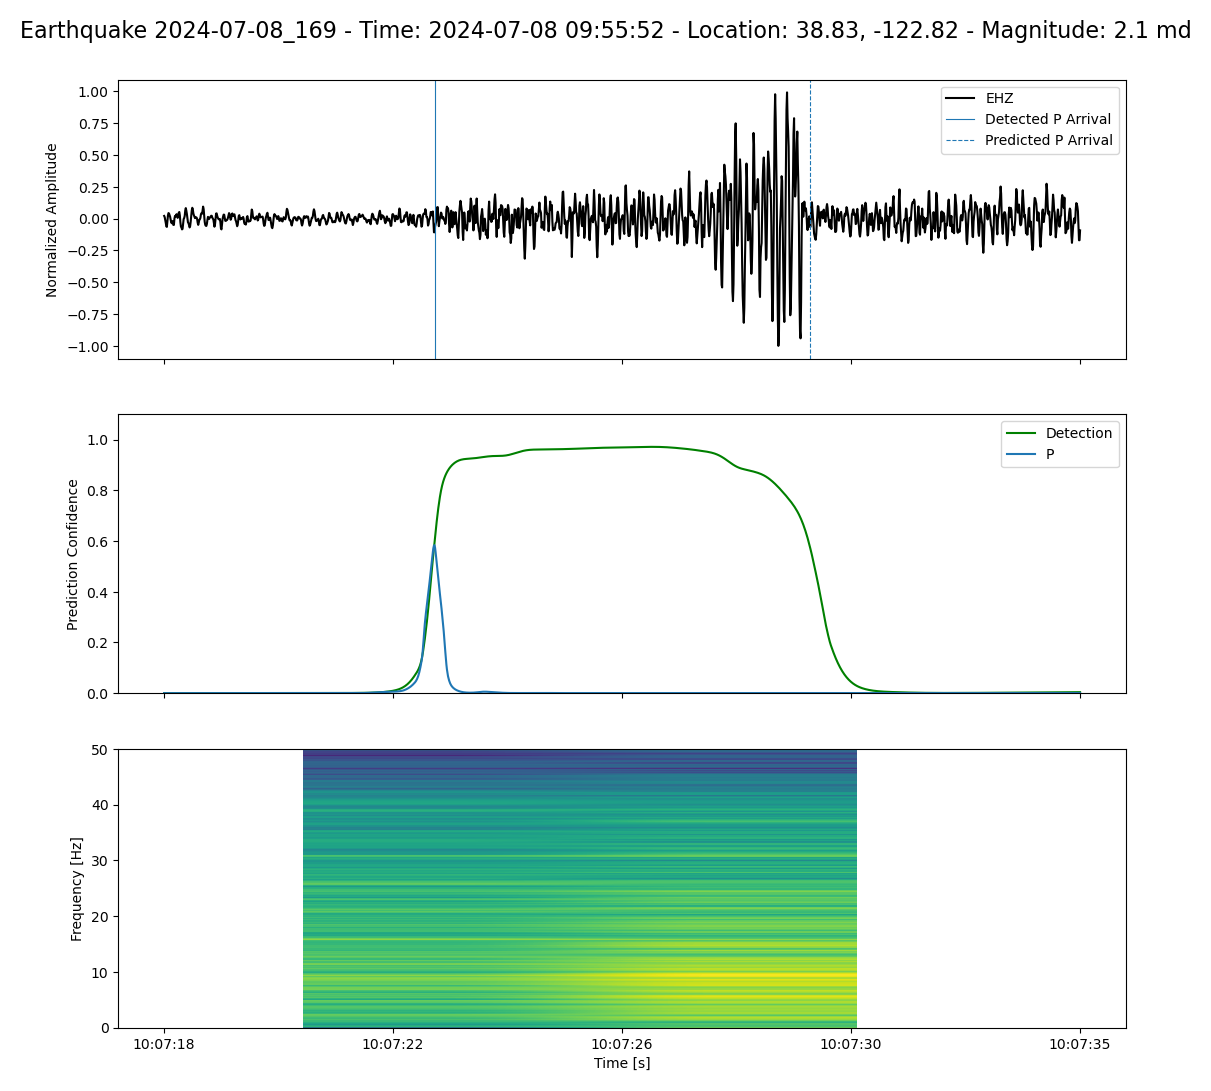 Earthquake 2024-07-08_169 - Time: 2024-07-08 09:55:52 - Location: 38.83, -122.82 - Magnitude: 2.1 md
Normalized Amplitude
1.00
0.75
0.50
0.25
0.00
−0.25
−0.50
−0.75
−1.00
EHZ
Detected P Arrival
Predicted P Arrival
Prediction Confidence
1.0
0.8
0.6
0.4
0.2
0.0
Detection
P
Frequency [Hz]
50
40
30
20
10
0
10:07:18 10:07:22 10:07:26 10:07:30 10:07:35
Time [s]